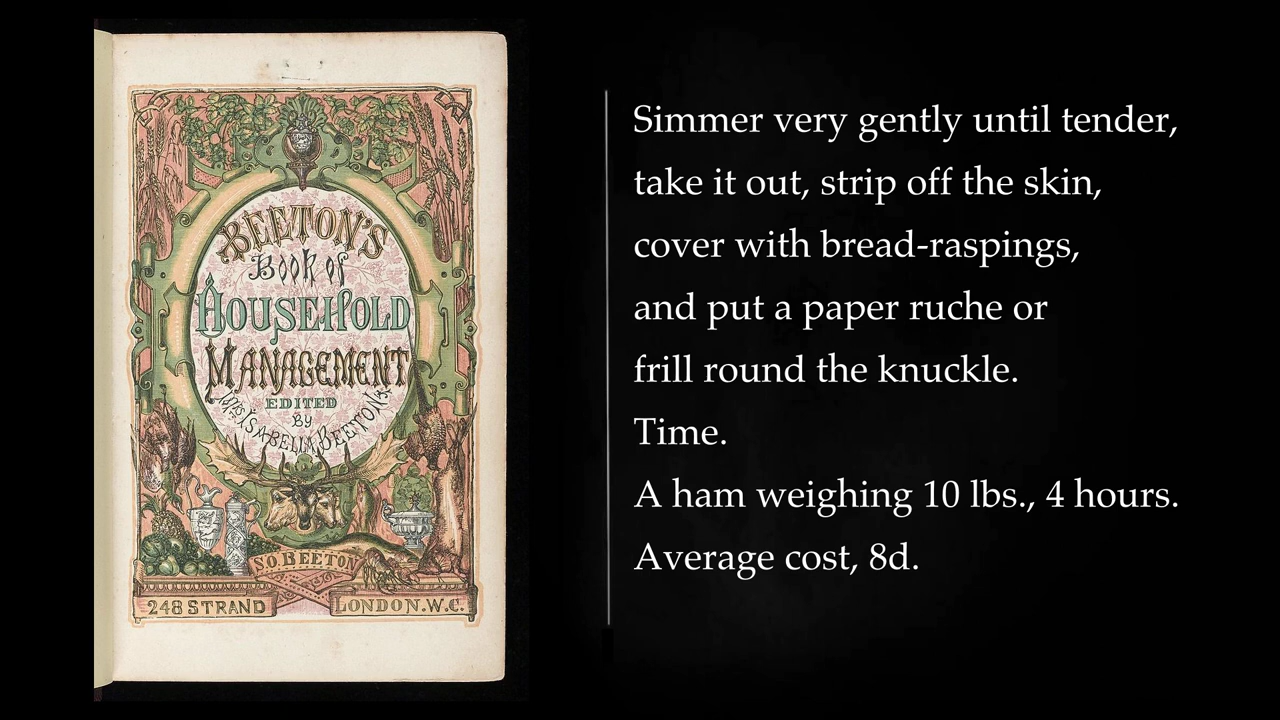 BEETON'S
Book of
HOUSEHOLD
MANAGEMENT
EDITED
By
MRS ISABELLA BEETON
S.O. BEETON
248 STRAND
LONDON. W.C.
Simmer very gently until tender,
take it out, strip off the skin,
cover with bread-raspings,
and put a paper ruche or
frill round the knuckle.
Time.
A ham weighing 10 lbs., 4 hours.
Average cost, 8d.